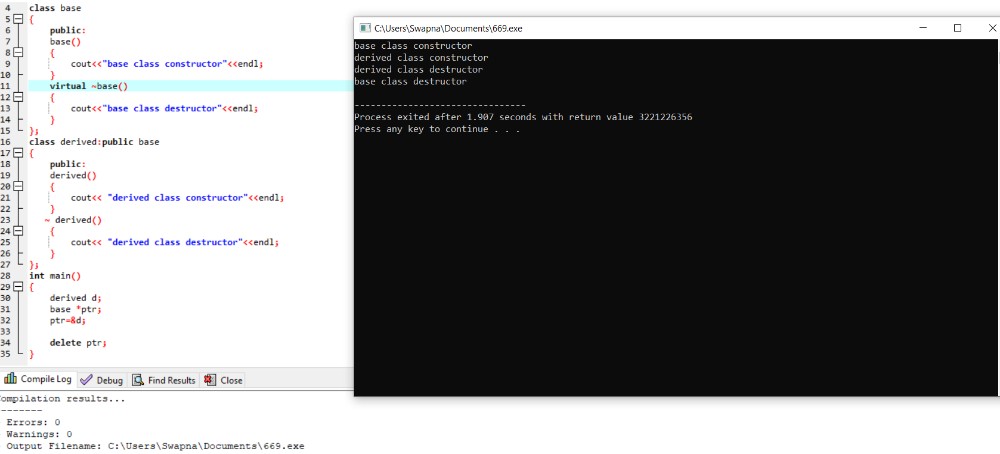 4 class base
5 {
6 public:
7 base()
8 {
9 cout<<"base class constructor"<<endl;
10 }
11 virtual ~base()
12 {
13 cout<<"base class destructor"<<endl;
14 }
15 };
16 class derived:public base
17 {
18 public:
19 derived()
20 {
21 cout<< "derived class constructor"<<endl;
22 }
23 ~ derived()
24 {
25 cout<< "derived class destructor"<<endl;
26 }
27 };
28 int main()
29 {
30 derived d;
31 base *ptr;
32 ptr=&d;
33
34 delete ptr;
35 }
C:\Users\Swapna\Documents\669.exe
base class constructor
derived class constructor
derived class destructor
base class destructor
--------------------------------
Process exited after 1.907 seconds with return value 3221226356
Press any key to continue . . .
Compile Log Debug Find Results Close
ompilation results...
-------
Errors: 0
Warnings: 0
Output Filename: C:\Users\Swapna\Documents\669.exe